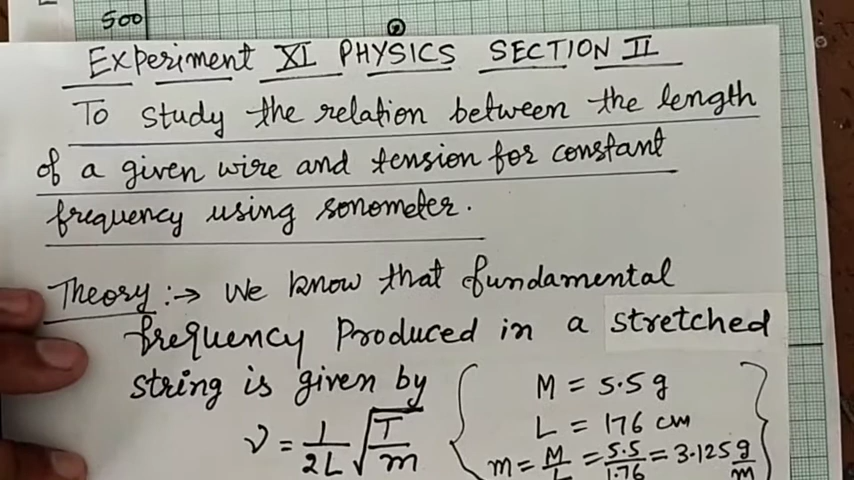 500
Experiment XI PHYSICS SECTION II
To study the relation between the length
of a given wire and tension for constant
frequency using sonometer.
Theory :→ We know that fundamental
frequency Produced in a stretched
string is given by
ν = 1/2L √T/m
M = 5.5 g
L = 176 cm
m = M/L = 5.5/1.76 = 3.125 g/m